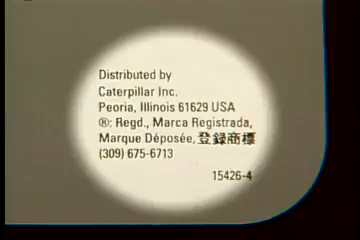 Distributed by
Caterpillar Inc.
Peoria, Illinois 61629 USA
®: Regd., Marca Registrada,
Marque Déposée, 登録商標
(309) 675-6713
15426-4